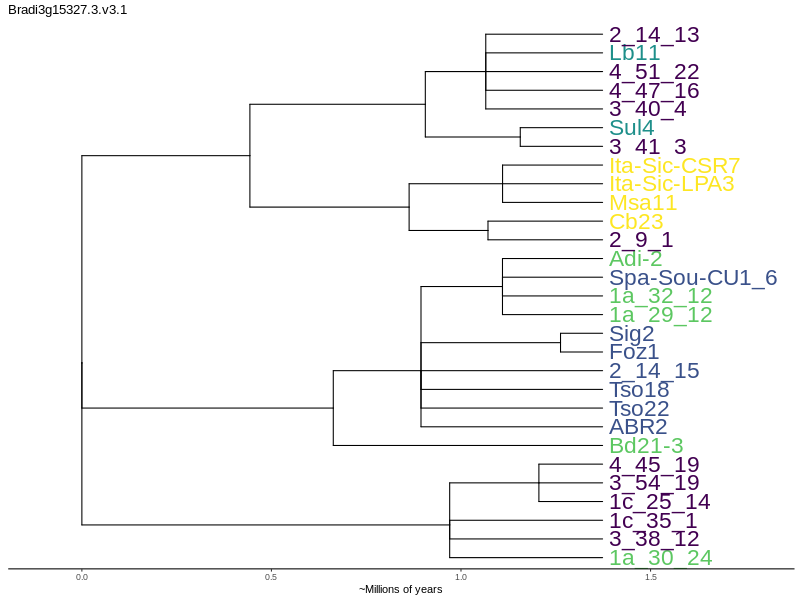 Bradi3g15327.3.v3.1
2_14_13
Lb11
4_51_22
4_47_16
3_40_4
Sul4
3_41_3
Ita-Sic-CSR7
Ita-Sic-LPA3
Msa11
Cb23
2_9_1
Adi-2
Spa-Sou-CU1_6
1a_32_12
1a_29_12
Sig2
Foz1
2_14_15
Tso18
Tso22
ABR2
Bd21-3
4_45_19
3_54_19
1c_25_14
1c_35_1
3_38_12
1a_30_24
0.0 0.5 1.0 1.5
~Millions of years